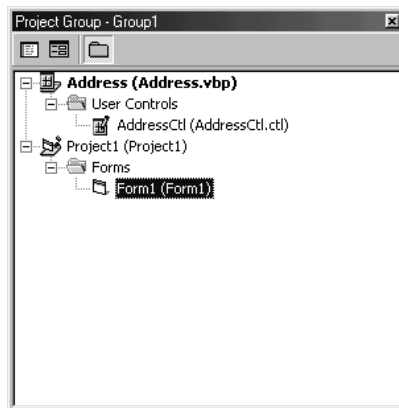 Project Group - Group1
Address (Address.vbp)
User Controls
AddressCtl (AddressCtl.ctl)
Project1 (Project1)
Forms
Form1 (Form1)